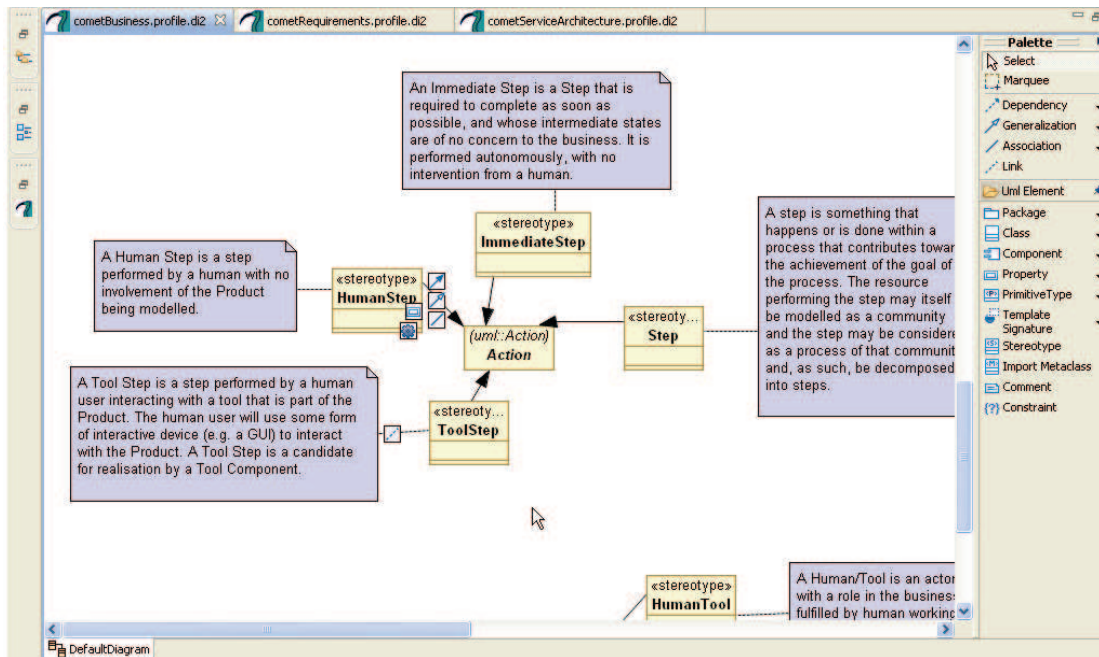 cometBusiness.profile.di2
cometRequirements.profile.di2
cometServiceArchitecture.profile.di2
Palette
Select
Marquee
Dependency
Generalization
Association
Link
Uml Element
Package
Class
Component
Property
PrimitiveType
Template
Signature
Stereotype
Import Metaclass
Comment
{?} Constraint
An Immediate Step is a Step that is
required to complete as soon as
possible, and whose intermediate states
are of no concern to the business. It is
performed autonomously, with no
intervention from a human.
«stereotype»
ImmediateStep
A Human Step is a step
performed by a human with no
involvement of the Product
being modelled.
«stereotype»
HumanStep
(uml::Action)
Action
«stereoty...
Step
A step is something that
happens or is done within a
process that contributes towar
the achievement of the goal of
the process. The resource
performing the step may itself
be modelled as a community
and the step may be considere
as a process of that communit
and, as such, be decomposed
into steps.
A Tool Step is a step performed by a human
user interacting with a tool that is part of the
Product. The human user will use some form
of interactive device (e.g. a GUI) to interact
with the Product. A Tool Step is a candidate
for realisation by a Tool Component.
«stereoty...
ToolStep
«stereotype»
HumanTool
A Human/Tool is an actor
with a role in the business
fulfilled by human working
DefaultDiagram